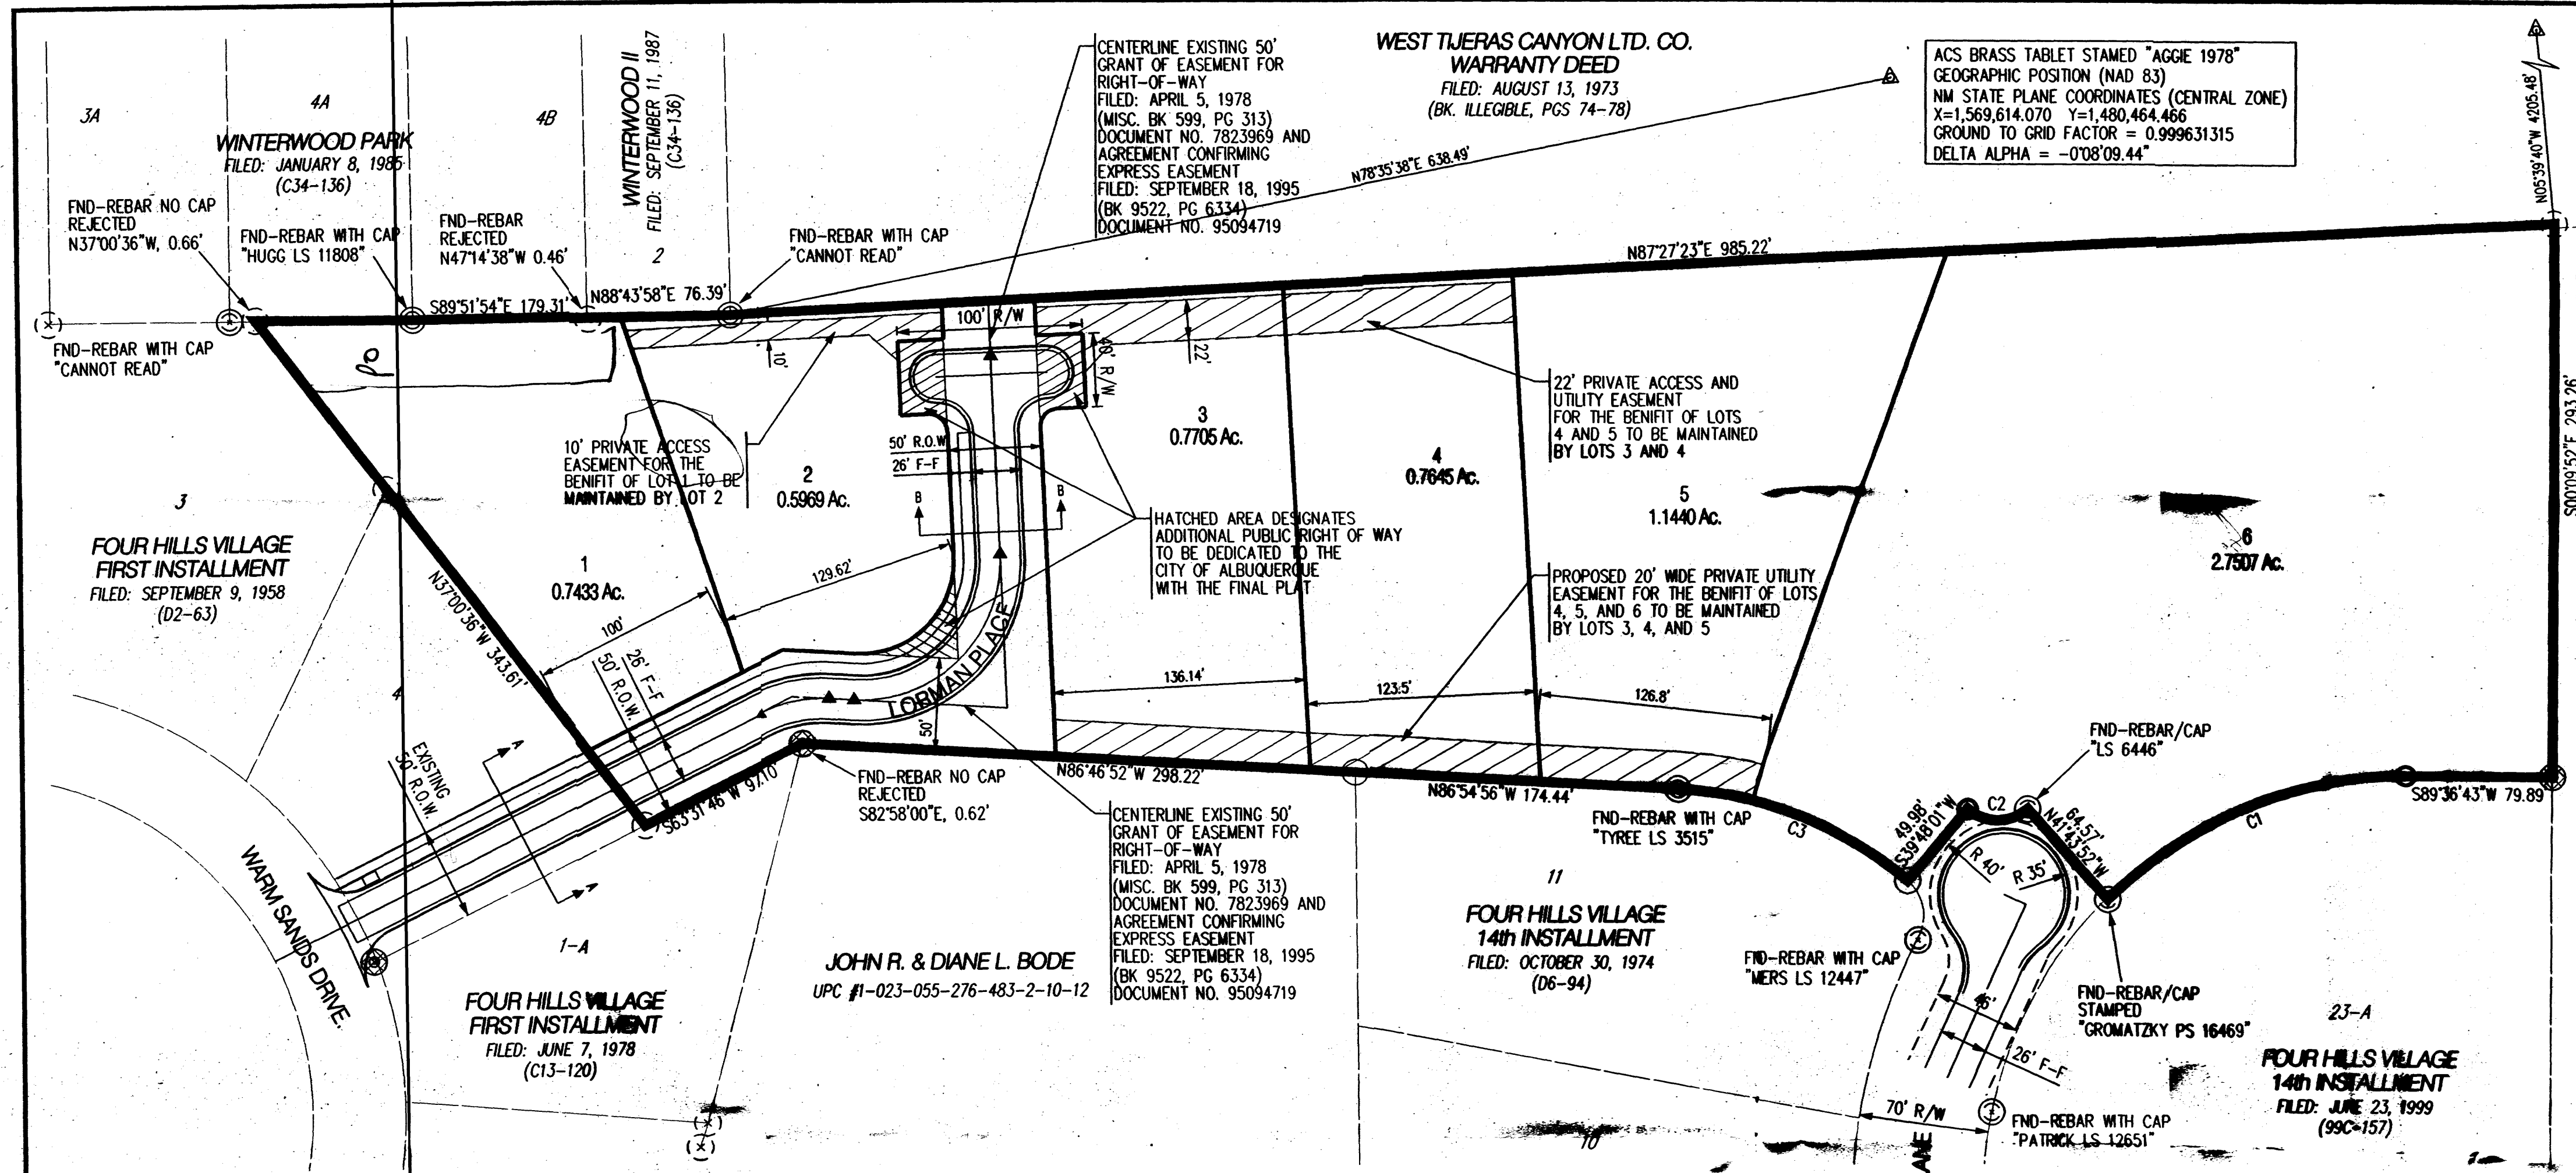 3A
4A
4B
WINTERWOOD PARK
FILED: JANUARY 8, 1985
(C34-136)
WINTERWOOD II
FILED: SEPTEMBER 11, 1987
(C34-136)
2
FND-REBAR NO CAP
REJECTED
N37°00'36"W, 0.66'
FND-REBAR WITH CAP
"HUGG LS 11808"
FND-REBAR
REJECTED
N47°14'38"W 0.46'
FND-REBAR WITH CAP
"CANNOT READ"
FND-REBAR WITH CAP
"CANNOT READ"
S89°51'54"E 179.31'
N88°43'58"E 76.39'
CENTERLINE EXISTING 50'
GRANT OF EASEMENT FOR
RIGHT-OF-WAY
FILED: APRIL 5, 1978
(MISC. BK 599, PG 313)
DOCUMENT NO. 7823969 AND
AGREEMENT CONFIRMING
EXPRESS EASEMENT
FILED: SEPTEMBER 18, 1995
(BK 9522, PG 6334)
DOCUMENT NO. 95094719
WEST TIJERAS CANYON LTD. CO.
WARRANTY DEED
FILED: AUGUST 13, 1973
(BK. ILLEGIBLE, PGS 74-78)
N78°35'38"E 638.49'
ACS BRASS TABLET STAMED "AGGIE 1978"
GEOGRAPHIC POSITION (NAD 83)
NM STATE PLANE COORDINATES (CENTRAL ZONE)
X=1,569,614.070 Y=1,480,464.466
GROUND TO GRID FACTOR = 0.999631315
DELTA ALPHA = -0°08'09.44"
N05°39'40"W 4205.48'
N87°27'23"E 985.22'
S00°09'52"E 293.26'
100' R/W
40' R/W
10'
22'
50' R.O.W.
26' F-F
B
B
10' PRIVATE ACCESS
EASEMENT FOR THE
BENIFIT OF LOT 1 TO BE
MAINTAINED BY LOT 2
1
0.7433 Ac.
2
0.5969 Ac.
3
0.7705 Ac.
4
0.7645 Ac.
5
1.1440 Ac.
6
2.7507 Ac.
22' PRIVATE ACCESS AND
UTILITY EASEMENT
FOR THE BENIFIT OF LOTS
4 AND 5 TO BE MAINTAINED
BY LOTS 3 AND 4
HATCHED AREA DESIGNATES
ADDITIONAL PUBLIC RIGHT OF WAY
TO BE DEDICATED TO THE
CITY OF ALBUQUERQUE
WITH THE FINAL PLAT
PROPOSED 20' WIDE PRIVATE UTILITY
EASEMENT FOR THE BENIFIT OF LOTS
4, 5, AND 6 TO BE MAINTAINED
BY LOTS 3, 4, AND 5
3
FOUR HILLS VILLAGE
FIRST INSTALLMENT
FILED: SEPTEMBER 9, 1958
(D2-63)
4
N37°00'36"W 343.61'
100'
129.62'
26' F-F
50' R.O.W.
LORMAN PLACE
50'
136.14'
123.5'
126.8'
EXISTING
50' R.O.W.
A
A
WARM SANDS DRIVE.
S63°31'46"W 97.10'
FND-REBAR NO CAP
REJECTED
S82°58'00"E, 0.62'
N86°46'52"W 298.22'
N86°54'56"W 174.44'
CENTERLINE EXISTING 50'
GRANT OF EASEMENT FOR
RIGHT-OF-WAY
FILED: APRIL 5, 1978
(MISC. BK 599, PG 313)
DOCUMENT NO. 7823969 AND
AGREEMENT CONFIRMING
EXPRESS EASEMENT
FILED: SEPTEMBER 18, 1995
(BK 9522, PG 6334)
DOCUMENT NO. 95094719
FND-REBAR WITH CAP
"TYREE LS 3515"
C3
S39°48'01"W
49.98'
C2
FND-REBAR/CAP
"LS 6446"
64.57'
N41°43'52"W
C1
S89°36'43"W 79.89
R 40'
R 35'
1-A
FOUR HILLS VILLAGE
FIRST INSTALLMENT
FILED: JUNE 7, 1978
(C13-120)
JOHN R. & DIANE L. BODE
UPC #1-023-055-276-483-2-10-12
11
FOUR HILLS VILLAGE
14th INSTALLMENT
FILED: OCTOBER 30, 1974
(D6-94)
FND-REBAR WITH CAP
"MERS LS 12447"
46'
26' F-F
FND-REBAR/CAP
STAMPED
"GROMATZKY PS 16469"
23-A
FOUR HILLS VILLAGE
14th INSTALLMENT
FILED: JUNE 23, 1999
(99C-157)
70' R/W
FND-REBAR WITH CAP
"PATRICK LS 12651"
10
ANE